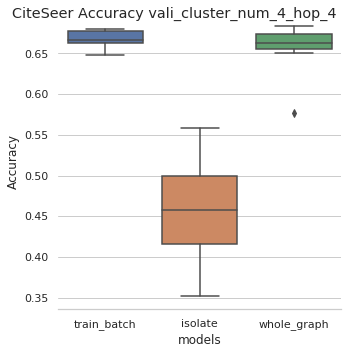 CiteSeer Accuracy vali_cluster_num_4_hop_4
0.65
0.60
0.55
0.50
0.45
0.40
0.35
Accuracy
train_batch
isolate
whole_graph
models